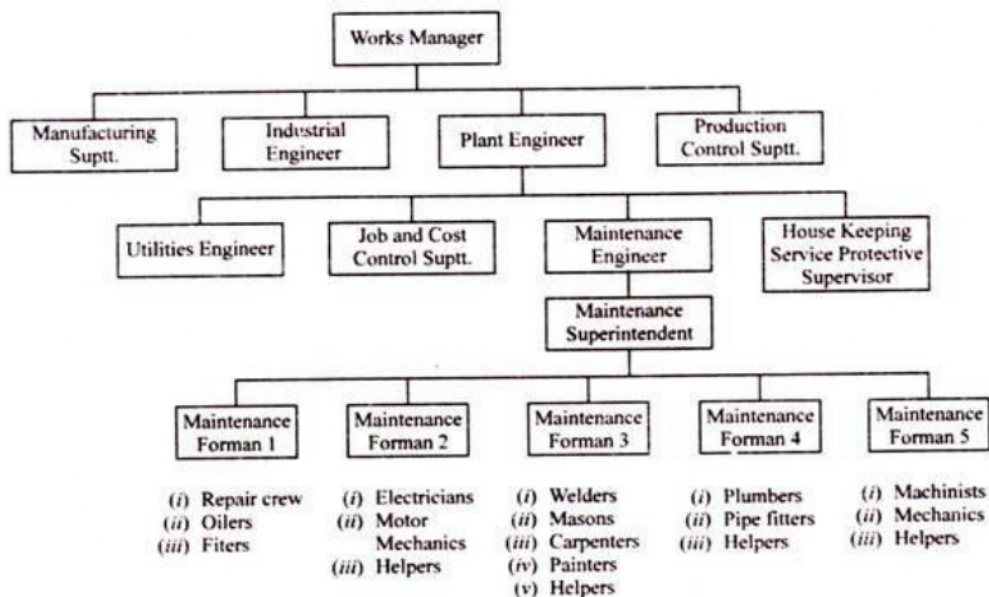 Works Manager
Manufacturing
Suptt.
Industrial
Engineer
Plant Engineer
Production
Control Suptt.
Utilities Engineer
Job and Cost
Control Suptt.
Maintenance
Engineer
House Keeping
Service Protective
Supervisor
Maintenance
Superintendent
Maintenance
Forman 1
Maintenance
Forman 2
Maintenance
Forman 3
Maintenance
Forman 4
Maintenance
Forman 5
(i) Repair crew
(ii) Oilers
(iii) Fiters
(i) Electricians
(ii) Motor
Mechanics
(iii) Helpers
(i) Welders
(ii) Masons
(iii) Carpenters
(iv) Painters
(v) Helpers
(i) Plumbers
(ii) Pipe fitters
(iii) Helpers
(i) Machinists
(ii) Mechanics
(iii) Helpers